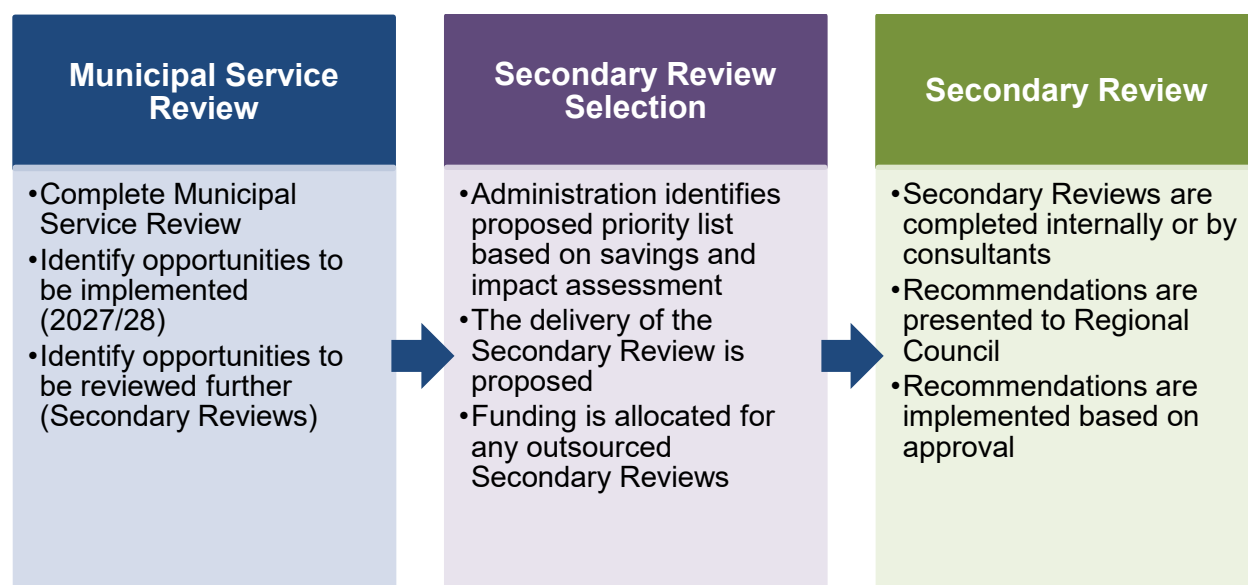 Municipal Service
Review
•Complete Municipal
Service Review
•Identify opportunities to
be implemented
(2027/28)
•Identify opportunities to
be reviewed further
(Secondary Reviews)
Secondary Review
Selection
•Administration identifies
proposed priority list
based on savings and
impact assessment
•The delivery of the
Secondary Review is
proposed
•Funding is allocated for
any outsourced
Secondary Reviews
Secondary Review
•Secondary Reviews are
completed internally or by
consultants
•Recommendations are
presented to Regional
Council
•Recommendations are
implemented based on
approval